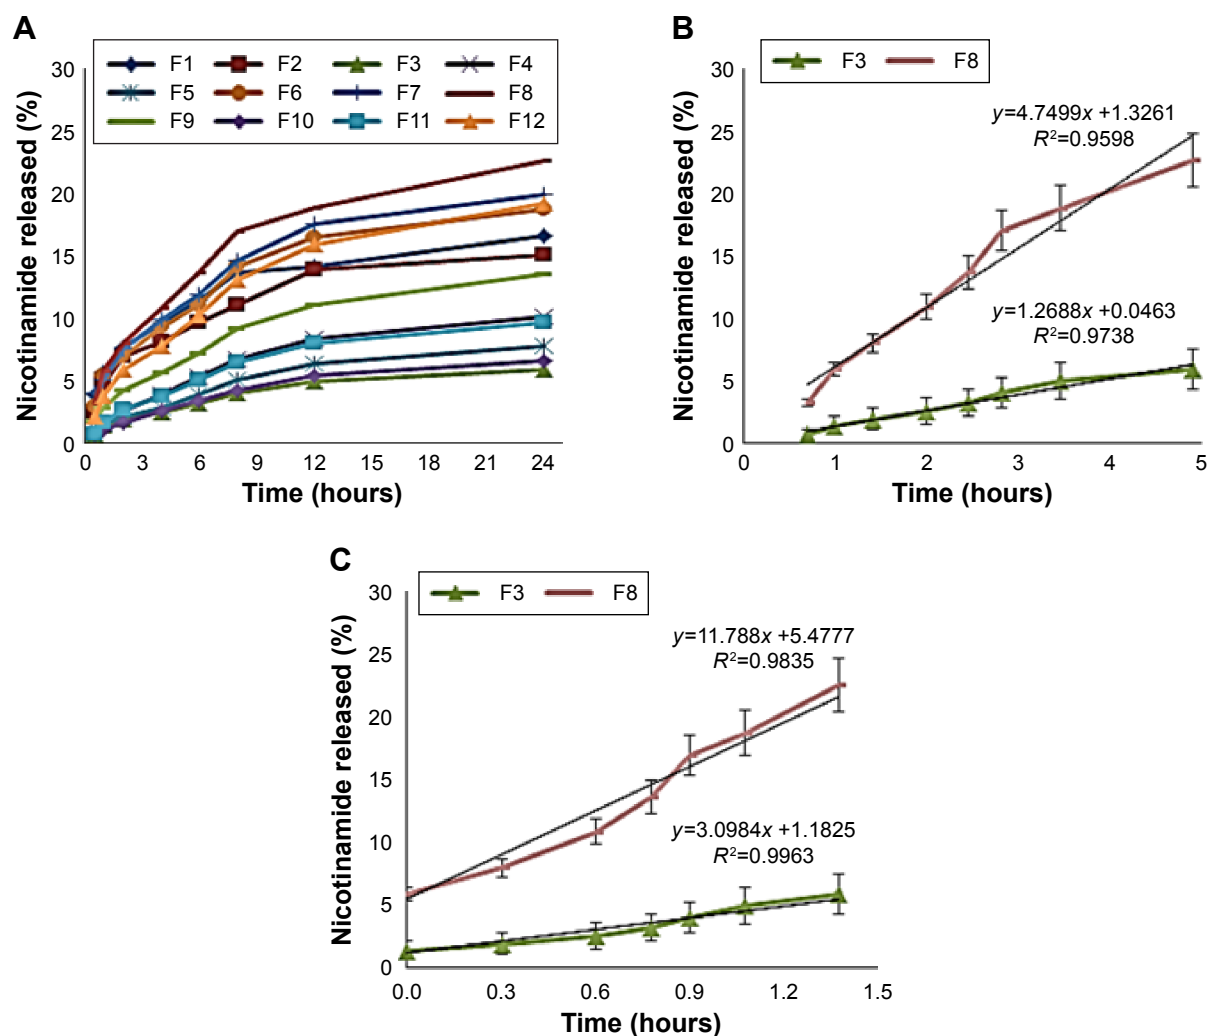 A
F1 F2 F3 F4
F5 F6 F7 F8
F9 F10 F11 F12
30
25
20
15
10
5
0
0 3 6 9 12 15 18 21 24
Nicotinamide released (%)
Time (hours)
B
F3 F8
30
25
20
15
10
5
0
0 1 2 3 4 5
Nicotinamide released (%)
Time (hours)
y=4.7499x +1.3261
R²=0.9598
y=1.2688x +0.0463
R²=0.9738
C
F3 F8
30
25
20
15
10
5
0
0.0 0.3 0.6 0.9 1.2 1.5
Nicotinamide released (%)
Time (hours)
y=11.788x +5.4777
R²=0.9835
y=3.0984x +1.1825
R²=0.9963